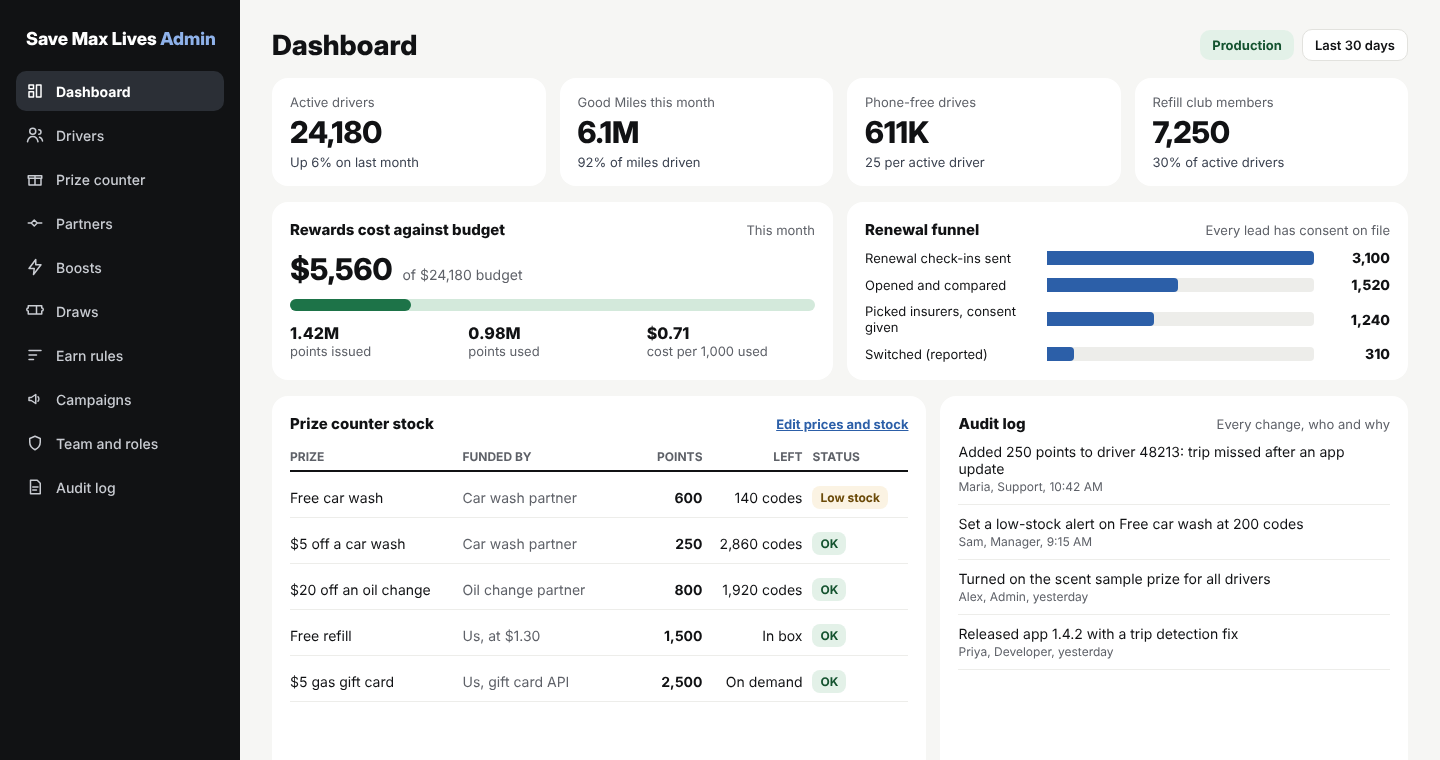 Save Max Lives Admin
Dashboard
Drivers
Prize counter
Partners
Boosts
Draws
Earn rules
Campaigns
Team and roles
Audit log
Dashboard
Production
Last 30 days
Active drivers
24,180
Up 6% on last month
Good Miles this month
6.1M
92% of miles driven
Phone-free drives
611K
25 per active driver
Refill club members
7,250
30% of active drivers
Rewards cost against budget
This month
$5,560 of $24,180 budget
1.42M
points issued
0.98M
points used
$0.71
cost per 1,000 used
Renewal funnel
Every lead has consent on file
Renewal check-ins sent 3,100
Opened and compared 1,520
Picked insurers, consent
given 1,240
Switched (reported) 310
Prize counter stock
Edit prices and stock
PRIZE FUNDED BY POINTS LEFT STATUS
Free car wash Car wash partner 600 140 codes Low stock
$5 off a car wash Car wash partner 250 2,860 codes OK
$20 off an oil change Oil change partner 800 1,920 codes OK
Free refill Us, at $1.30 1,500 In box OK
$5 gas gift card Us, gift card API 2,500 On demand OK
Audit log
Every change, who and why
Added 250 points to driver 48213: trip missed after an app
update
Maria, Support, 10:42 AM
Set a low-stock alert on Free car wash at 200 codes
Sam, Manager, 9:15 AM
Turned on the scent sample prize for all drivers
Alex, Admin, yesterday
Released app 1.4.2 with a trip detection fix
Priya, Developer, yesterday